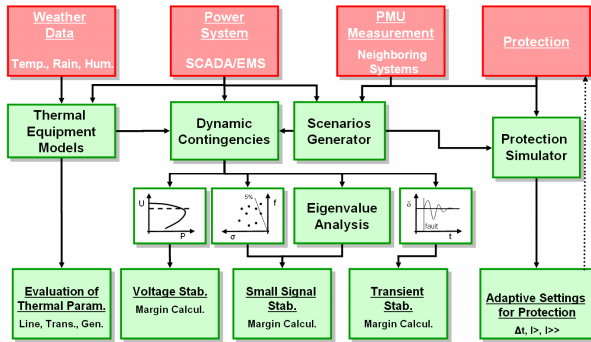 Weather
Data
Temp., Rain, Hum.
Power
System
SCADA/EMS
PMU
Measurement
Neighboring
Systems
Protection
Thermal
Equipment
Models
Dynamic
Contingencies
Scenarios
Generator
Protection
Simulator
U
P
5%
f
σ
Eigenvalue
Analysis
δ
fault
t
Evaluation of
Thermal Param.
Line, Trans., Gen.
Voltage Stab.
Margin Calcul.
Small Signal
Stab.
Margin Calcul.
Transient
Stab.
Margin Calcul.
Adaptive Settings
for Protection
Δt, I>, I>>